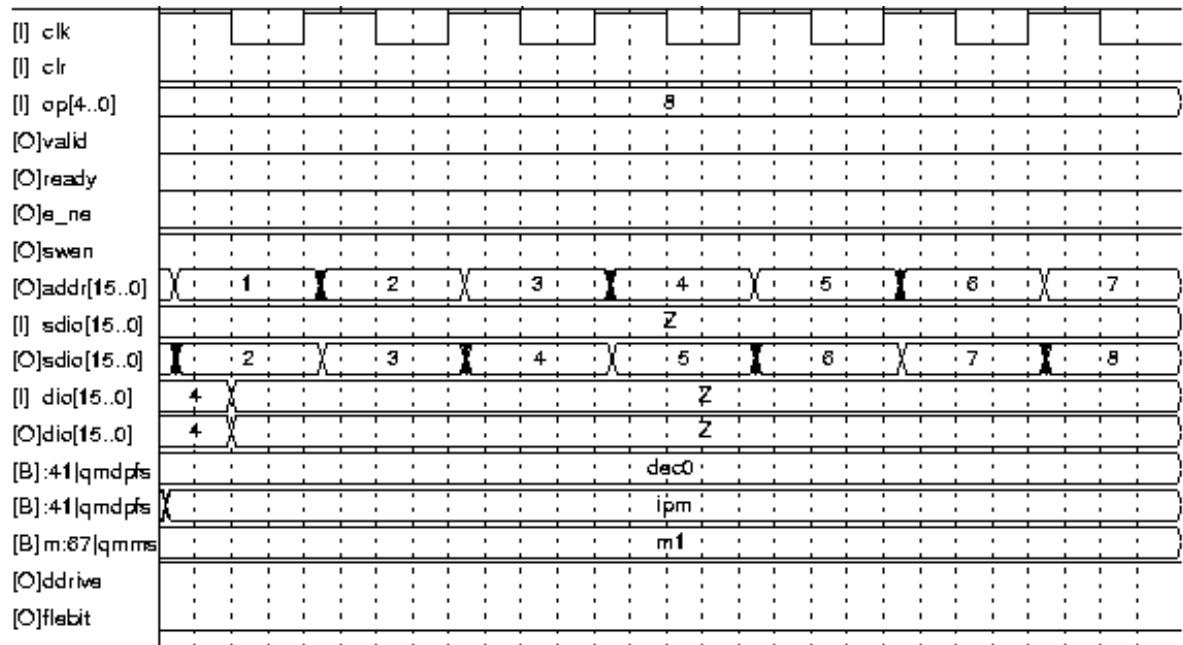 [I] clk
[I] clr
[I] op[4..0] 8
[O]valid
[O]ready
[O]e_ne
[O]swen
[O]addr[15..0] 1 2 3 4 5 6 7
[I] sdio[15..0] Z
[O]sdio[15..0] 2 3 4 5 6 7 8
[I] dio[15..0] 4 Z
[O]dio[15..0] 4 Z
[B]:41|qmdpfs dec0
[B]:41|qmdpfs ipm
[B]m:67|qmms m1
[O]ddrive
[O]flebit